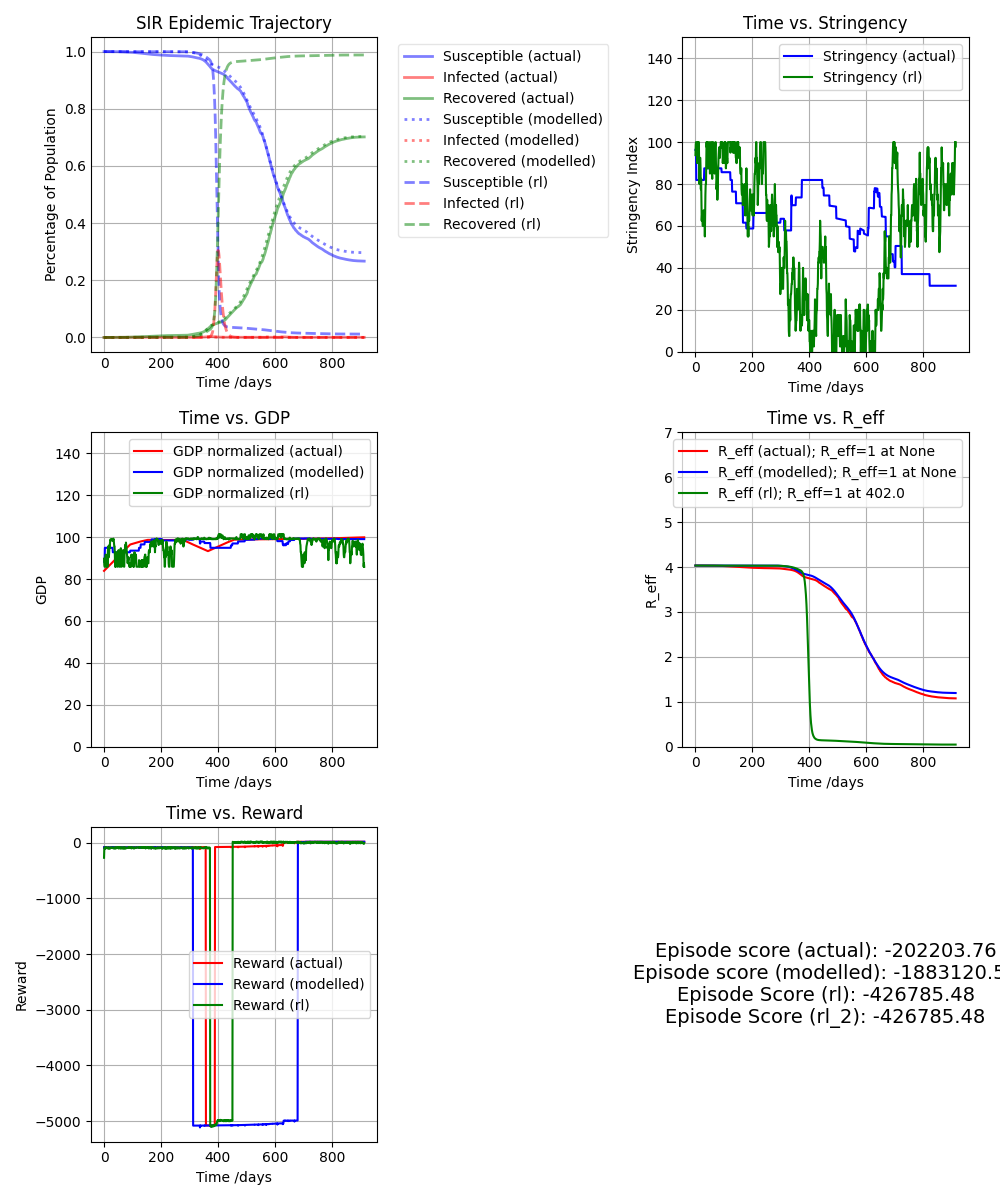 SIR Epidemic Trajectory
1.0
0.8
0.6
0.4
0.2
0.0
Percentage of Population
0
200
400
600
800
Time /days
Susceptible (actual)
Infected (actual)
Recovered (actual)
Susceptible (modelled)
Infected (modelled)
Recovered (modelled)
Susceptible (rl)
Infected (rl)
Recovered (rl)
Time vs. Stringency
140
120
100
80
60
40
20
0
Stringency Index
Stringency (actual)
Stringency (rl)
0
200
400
600
800
Time /days
Time vs. GDP
140
120
100
80
60
40
20
0
GDP
GDP normalized (actual)
GDP normalized (modelled)
GDP normalized (rl)
0
200
400
600
800
Time /days
Time vs. R_eff
7
6
5
4
3
2
1
0
R_eff
R_eff (actual); R_eff=1 at None
R_eff (modelled); R_eff=1 at None
R_eff (rl); R_eff=1 at 402.0
0
200
400
600
800
Time /days
Time vs. Reward
0
−1000
−2000
−3000
−4000
−5000
Reward
Reward (actual)
Reward (modelled)
Reward (rl)
0
200
400
600
800
Time /days
Episode score (actual): -202203.76
Episode score (modelled): -1883120.5
Episode Score (rl): -426785.48
Episode Score (rl_2): -426785.48